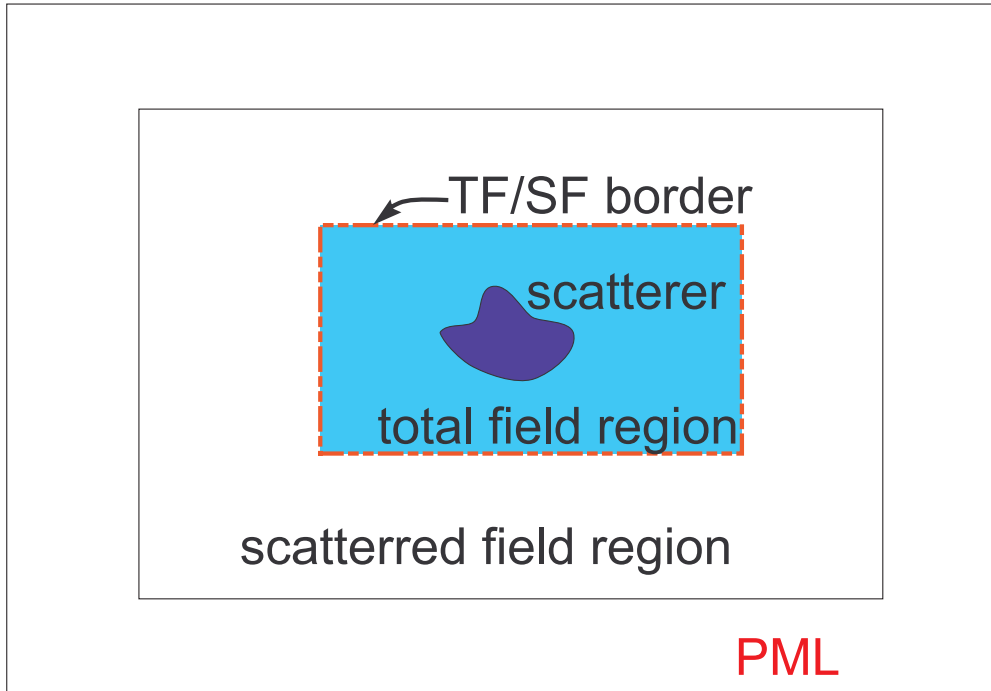 TF/SF border
scatterer
total field region
scatterred field region
PML